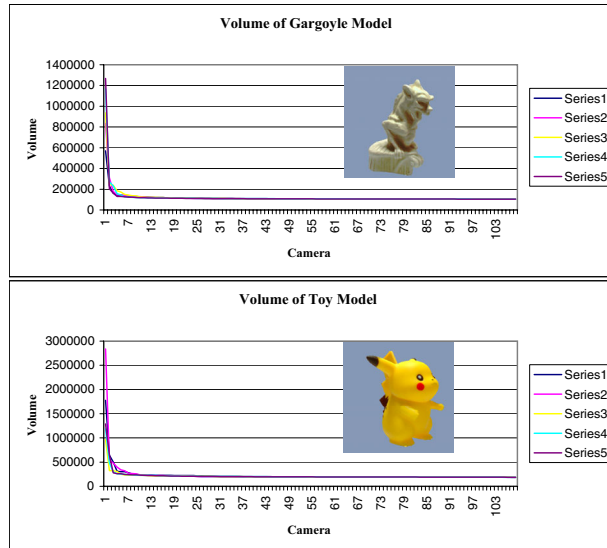 Volume of Gargoyle Model
1400000
1200000
1000000
800000
600000
400000
200000
0
Volume
1 7 13 19 25 31 37 43 49 55 61 67 73 79 85 91 97 103
Camera
Series1
Series2
Series3
Series4
Series5
Volume of Toy Model
3000000
2500000
2000000
1500000
1000000
500000
0
Volume
1 7 13 19 25 31 37 43 49 55 61 67 73 79 85 91 97 103
Camera
Series1
Series2
Series3
Series4
Series5